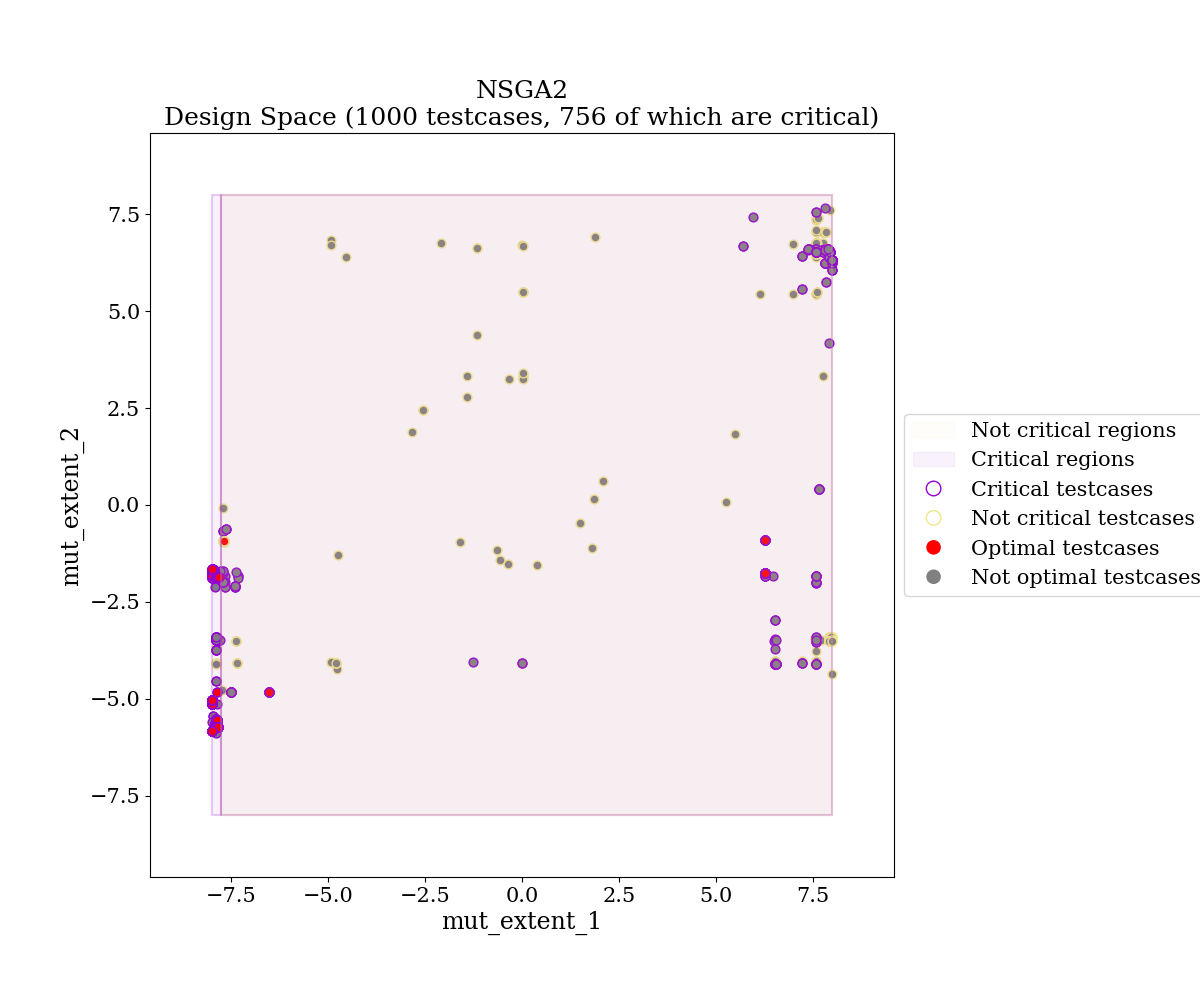 NSGA2
Design Space (1000 testcases, 756 of which are critical)
mut_extent_2
7.5
5.0
2.5
0.0
−2.5
−5.0
−7.5
−7.5
−5.0
−2.5
0.0
2.5
5.0
7.5
mut_extent_1
Not critical regions
Critical regions
Critical testcases
Not critical testcases
Optimal testcases
Not optimal testcases